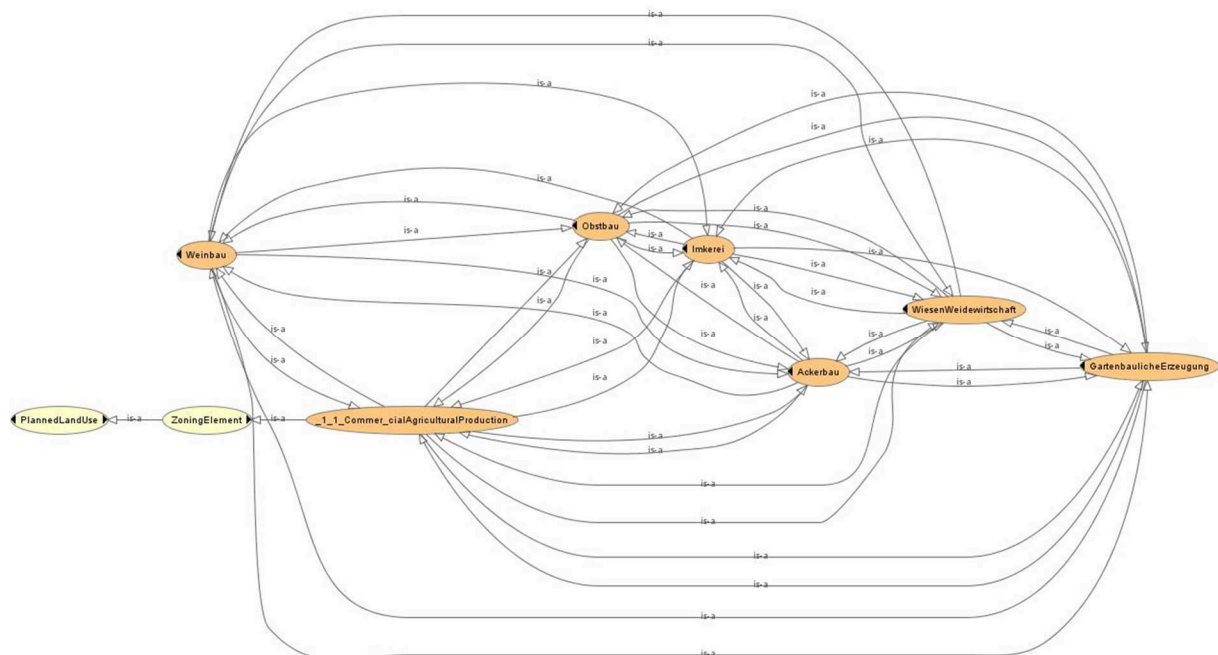 is-a
is-a
is-a
is-a
is-a
is-a
is-a
is-a
is-a
is-a
is-a
Obstbau
is-a
is-a
Imkerei
Weinbau
is-a
is-a
is-a
is-a
is-a
is-a
WiesenWeidewirtschaft
is-a
is-a
is-a
is-a
is-a
is-a
is-a
GartenbaulicheErzeugung
is-a
Ackerbau
is-a
is-a
PlannedLandUse
is-a
ZoningElement
is-a
_1_1_Commer_cialAgriculturalProduction
is-a
is-a
is-a
is-a
is-a
is-a
is-a
is-a